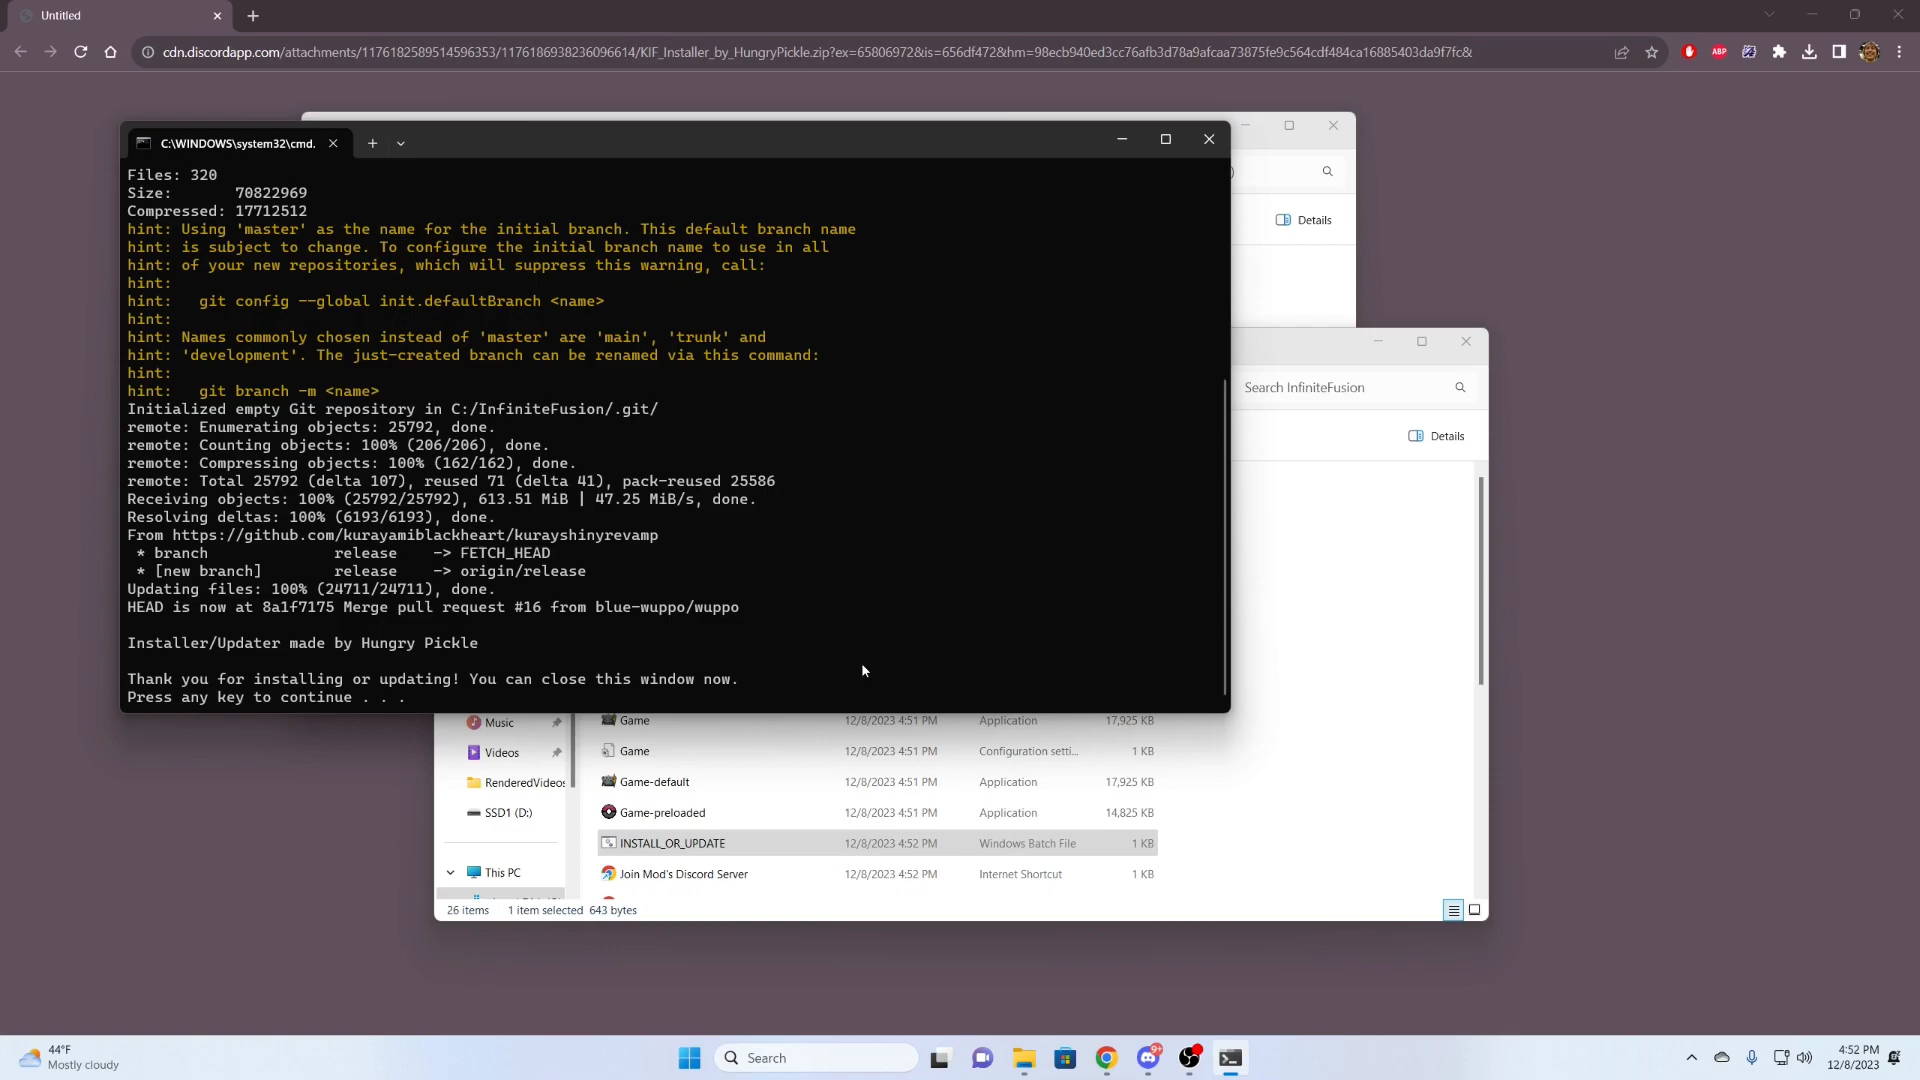 Untitled
cdn.discordapp.com/attachments/1176182589514596353/1176186938236096614/KIF_Installer_by_HungryPickle.zip?ex=65806972&is=656df472&hm=98ecb940ed3cc76afb3d78a9afcaa73875fe9c564cdf484ca16885403da9f7fc&
ABP
C:\WINDOWS\system32\cmd.
Files: 320
Size: 70822969
Compressed: 17712512
hint: Using 'master' as the name for the initial branch. This default branch name
hint: is subject to change. To configure the initial branch name to use in all
hint: of your new repositories, which will suppress this warning, call:
hint:
hint: git config --global init.defaultBranch <name>
hint:
hint: Names commonly chosen instead of 'master' are 'main', 'trunk' and
hint: 'development'. The just-created branch can be renamed via this command:
hint:
hint: git branch -m <name>
Initialized empty Git repository in C:/InfiniteFusion/.git/
remote: Enumerating objects: 25792, done.
remote: Counting objects: 100% (206/206), done.
remote: Compressing objects: 100% (162/162), done.
remote: Total 25792 (delta 107), reused 71 (delta 41), pack-reused 25586
Receiving objects: 100% (25792/25792), 613.51 MiB | 47.25 MiB/s, done.
Resolving deltas: 100% (6193/6193), done.
From https://github.com/kurayamiblackheart/kurayshinyrevamp
* branch release -> FETCH_HEAD
* [new branch] release -> origin/release
Updating files: 100% (24711/24711), done.
HEAD is now at 8a1f7175 Merge pull request #16 from blue-wuppo/wuppo
Installer/Updater made by Hungry Pickle
Thank you for installing or updating! You can close this window now.
Press any key to continue . . .
Details
Search InfiniteFusion
Details
Music
Videos
RenderedVideos
SSD1 (D:)
This PC
Game 12/8/2023 4:51 PM Application 17,925 KB
Game 12/8/2023 4:51 PM Configuration setti... 1 KB
Game-default 12/8/2023 4:51 PM Application 17,925 KB
Game-preloaded 12/8/2023 4:51 PM Application 14,825 KB
INSTALL_OR_UPDATE 12/8/2023 4:52 PM Windows Batch File 1 KB
Join Mod's Discord Server 12/8/2023 4:52 PM Internet Shortcut 1 KB
26 items 1 item selected 643 bytes
44°F
Mostly cloudy
Search
9+
4:52 PM
12/8/2023